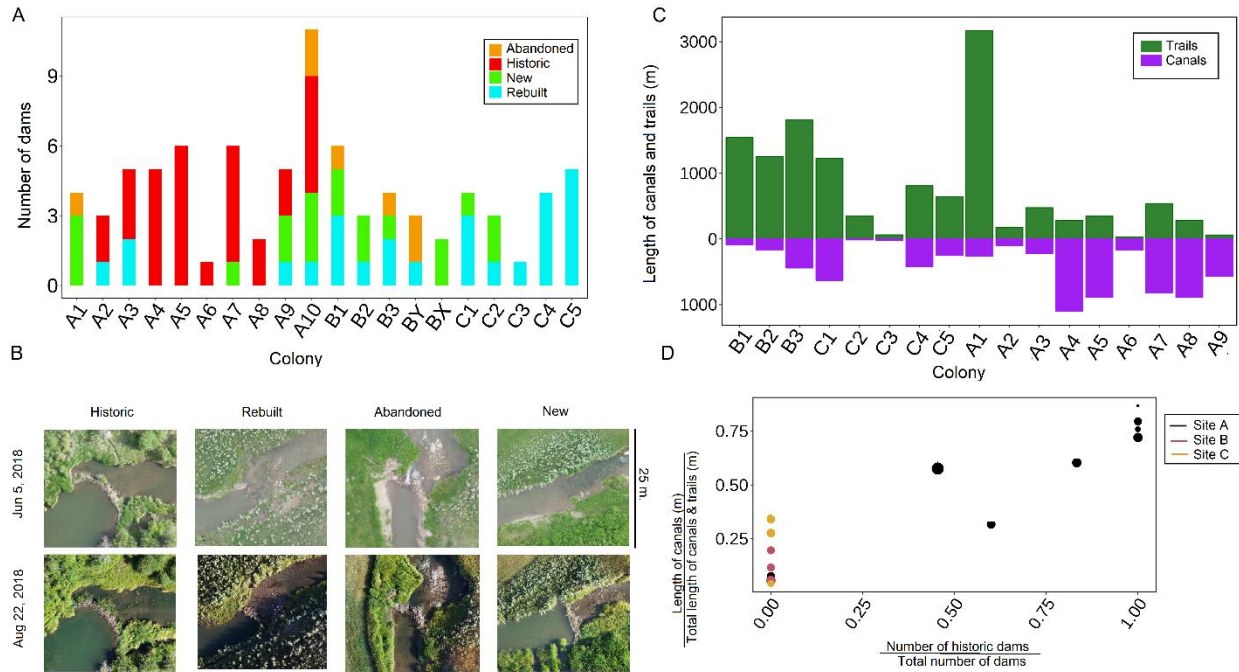 A
Number of dams
9
6
3
0
Abandoned
Historic
New
Rebuilt
A1 A2 A3 A4 A5 A6 A7 A8 A9 A10 B1 B2 B3 BY BX C1 C2 C3 C4 C5
Colony
B
Historic Rebuilt Abandoned New
Jun 5, 2018
25 m.
Aug 22, 2018
C
Length of canals and trails (m)
3000
2000
1000
0
1000
Trails
Canals
B1 B2 B3 C1 C2 C3 C4 C5 A1 A2 A3 A4 A5 A6 A7 A8 A9
Colony
D
Length of canals (m)
Total length of canals & trails (m)
0.75
0.50
0.25
Site A
Site B
Site C
0.00 0.25 0.50 0.75 1.00
Number of historic dams
Total number of dams